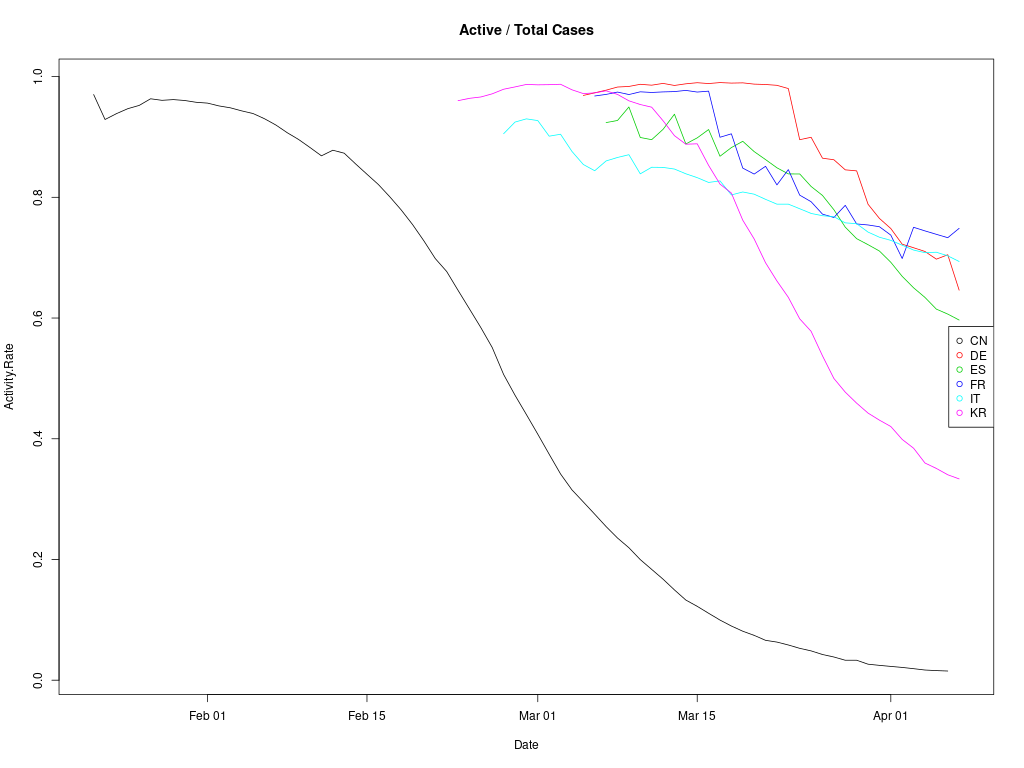 Active / Total Cases
Activity.Rate
1.0
0.8
0.6
0.4
0.2
0.0
CN
DE
ES
FR
IT
KR
Feb 01
Feb 15
Mar 01
Mar 15
Apr 01
Date